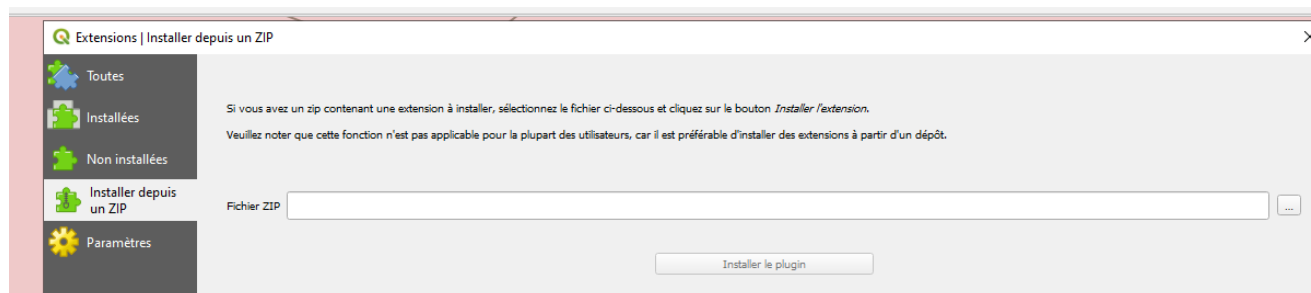 Extensions | Installer depuis un ZIP
Toutes
Installées
Non installées
Installer depuis
un ZIP
Paramètres
Si vous avez un zip contenant une extension à installer, sélectionnez le fichier ci-dessous et cliquez sur le bouton Installer l'extension.
Veuillez noter que cette fonction n'est pas applicable pour la plupart des utilisateurs, car il est préférable d'installer des extensions à partir d'un dépôt.
Fichier ZIP
...
Installer le plugin